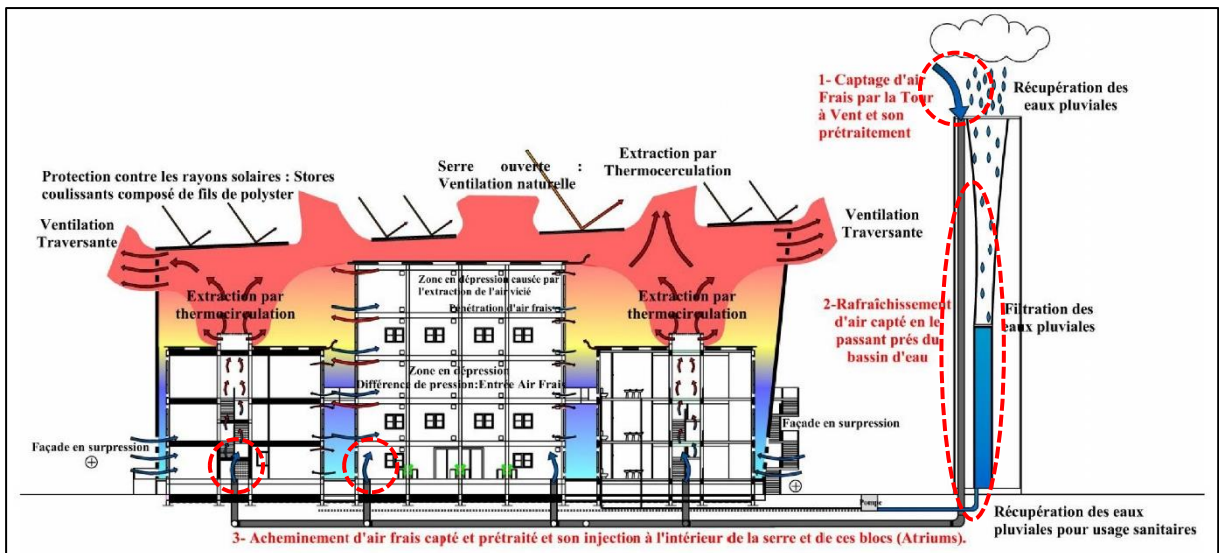 1- Captage d'air
Frais par la Tour
à Vent et son
prétraitement
Récupération des
eaux pluviales
Protection contre les rayons solaires : Stores
coulissants composé de fils de polyster
Serre ouverte :
Ventilation naturelle
Extraction par
Thermocerculation
Ventilation
Traversante
Ventilation
Traversante
Extraction par
thermocirculation
Zone en dépression causée par
l'extraction de l'air vicié
Pénétration d'air frais
Extraction par
thermocirculation
2-Rafraîchissement
d'air capté en le
passant prés du
bassin d'eau
Filtration des
eaux pluviales
Zone en dépression
Différence de pression:Entrée Air Frais
Façade en surpression
Façade en surpression
Pompe
Récupération des eaux
pluviales pour usage sanitaires
3- Acheminement d'air frais capté et prétraité et son injection à l'intérieur de la serre et de ces blocs (Atriums).